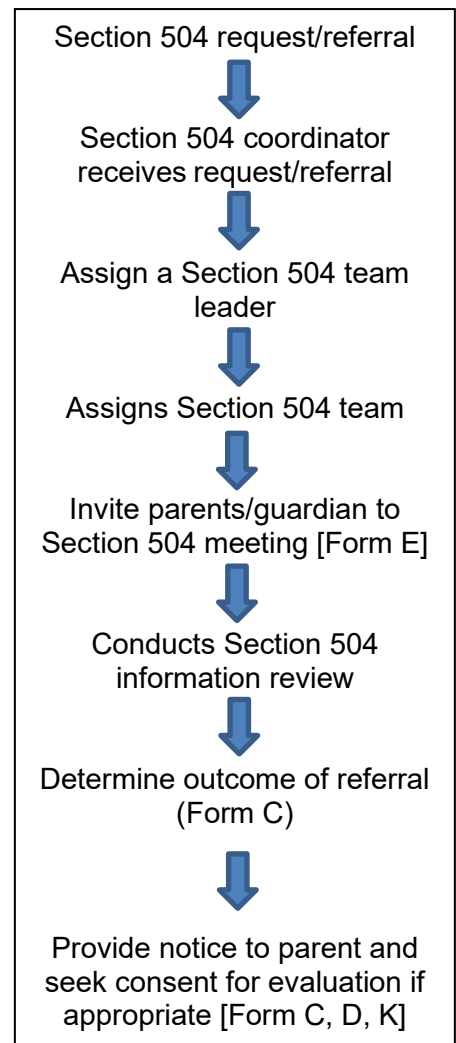 Section 504 request/referral
Section 504 coordinator
receives request/referral
Assign a Section 504 team
leader
Assigns Section 504 team
Invite parents/guardian to
Section 504 meeting [Form E]
Conducts Section 504
information review
Determine outcome of referral
(Form C)
Provide notice to parent and
seek consent for evaluation if
appropriate [Form C, D, K]